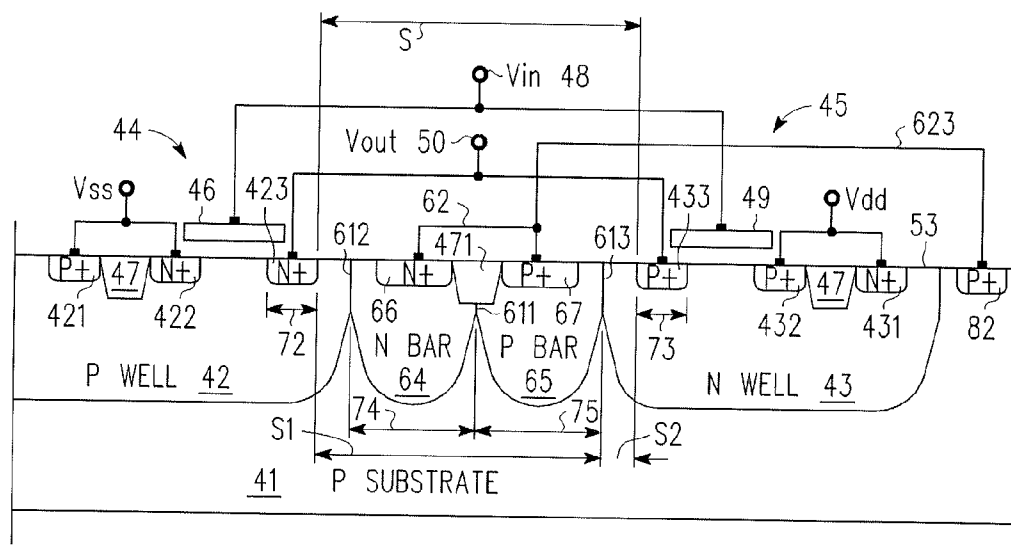 S
Vin 48
44
45
Vout 50
623
Vss
46
423
62
433
49
Vdd
612
471
613
53
P+
47
N+
N+
N+
P+
P+
P+
47
N+
P+
421
422
72
66
611
67
73
432
431
82
N BAR
64
P BAR
65
P WELL 42
N WELL 43
74
75
S1
S2
41 P SUBSTRATE